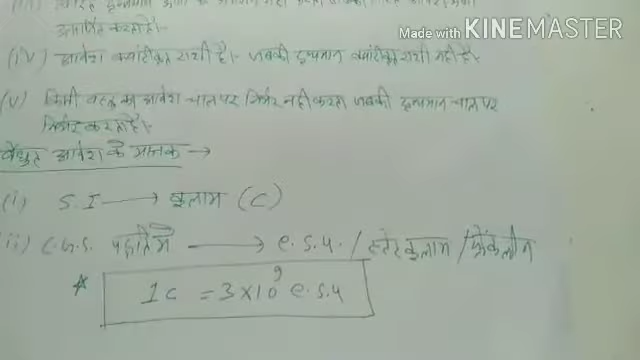 Made with KINEMASTER
करता है।
(iv) आवेश क्वांटीकृत राशी है। जबकी द्रव्यमान क्वांटीकृत राशी नही है।
(v) किसी वस्तु का आवेश चाल पर निर्भर नही करता जबकी द्रव्यमान चाल पर
निर्भर करता है।
वैधुत आवेश के मात्रक →
(i) S.I → कुलाम (C)
ii) C.G.S. पद्धति में → e.s.u. / स्टेट कुलाम / फ्रेंकलीन
* 1C = 3×10⁹ e.s.u